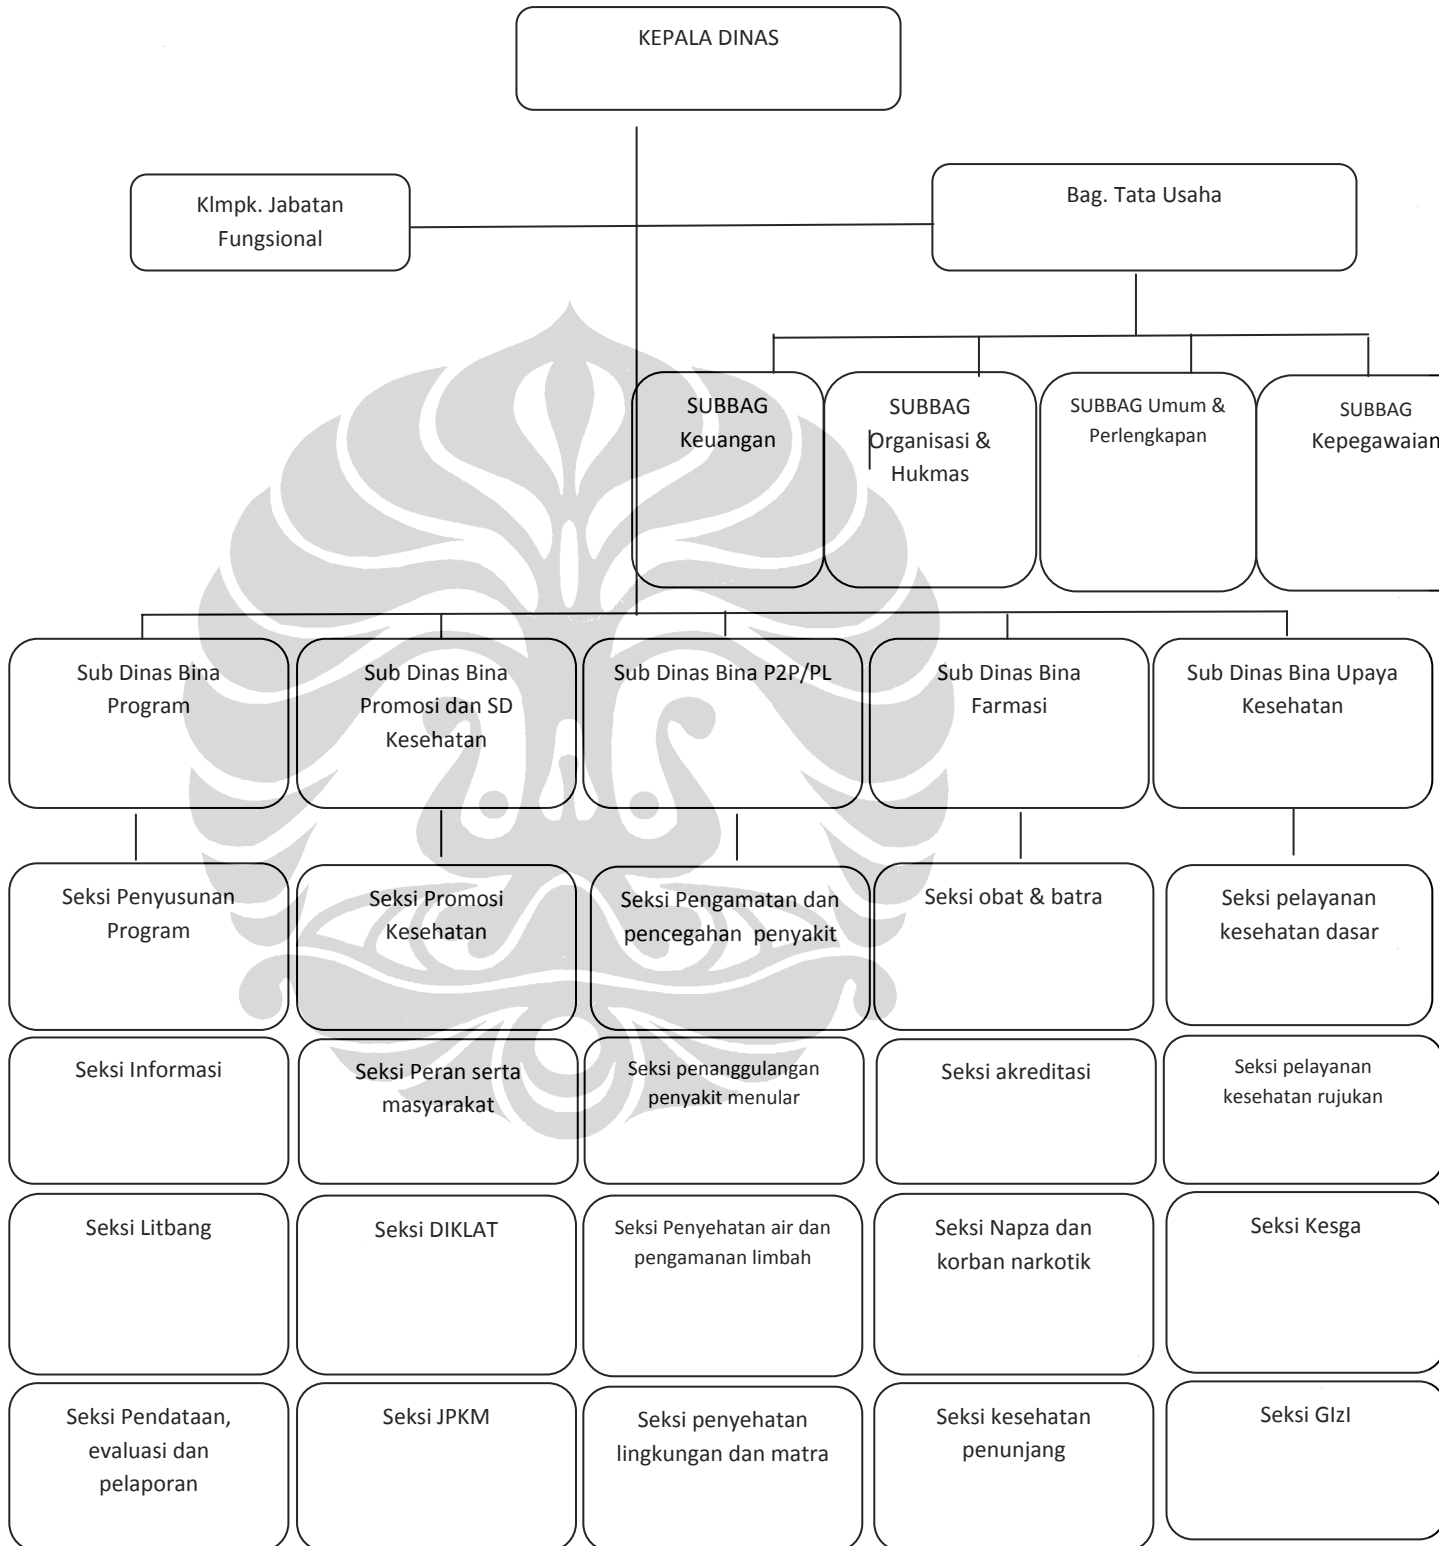 KEPALA DINAS
Klmpk. Jabatan
Fungsional
Bag. Tata Usaha
SUBBAG
Keuangan
SUBBAG
Organisasi &
Hukmas
SUBBAG Umum &
Perlengkapan
SUBBAG
Kepegawaian
Sub Dinas Bina
Program
Sub Dinas Bina
Promosi dan SD
Kesehatan
Sub Dinas Bina P2P/PL
Sub Dinas Bina
Farmasi
Sub Dinas Bina Upaya
Kesehatan
Seksi Penyusunan
Program
Seksi Promosi
Kesehatan
Seksi Pengamatan dan
pencegahan penyakit
Seksi obat & batra
Seksi pelayanan
kesehatan dasar
Seksi Informasi
Seksi Peran serta
masyarakat
Seksi penanggulangan
penyakit menular
Seksi akreditasi
Seksi pelayanan
kesehatan rujukan
Seksi Litbang
Seksi DIKLAT
Seksi Penyehatan air dan
pengamanan limbah
Seksi Napza dan
korban narkotik
Seksi Kesga
Seksi Pendataan,
evaluasi dan
pelaporan
Seksi JPKM
Seksi penyehatan
lingkungan dan matra
Seksi kesehatan
penunjang
Seksi GIzI